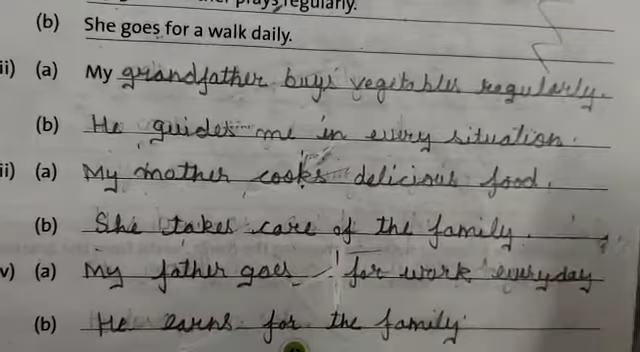 plays regularly.
(b) She goes for a walk daily.
ii) (a) My grandfather buys vegetables regularly.
(b) He guides me in every situation.
ii) (a) My mother cooks delicious food.
(b) She takes care of the family.
v) (a) My father goes for work everyday
(b) He earns for the family